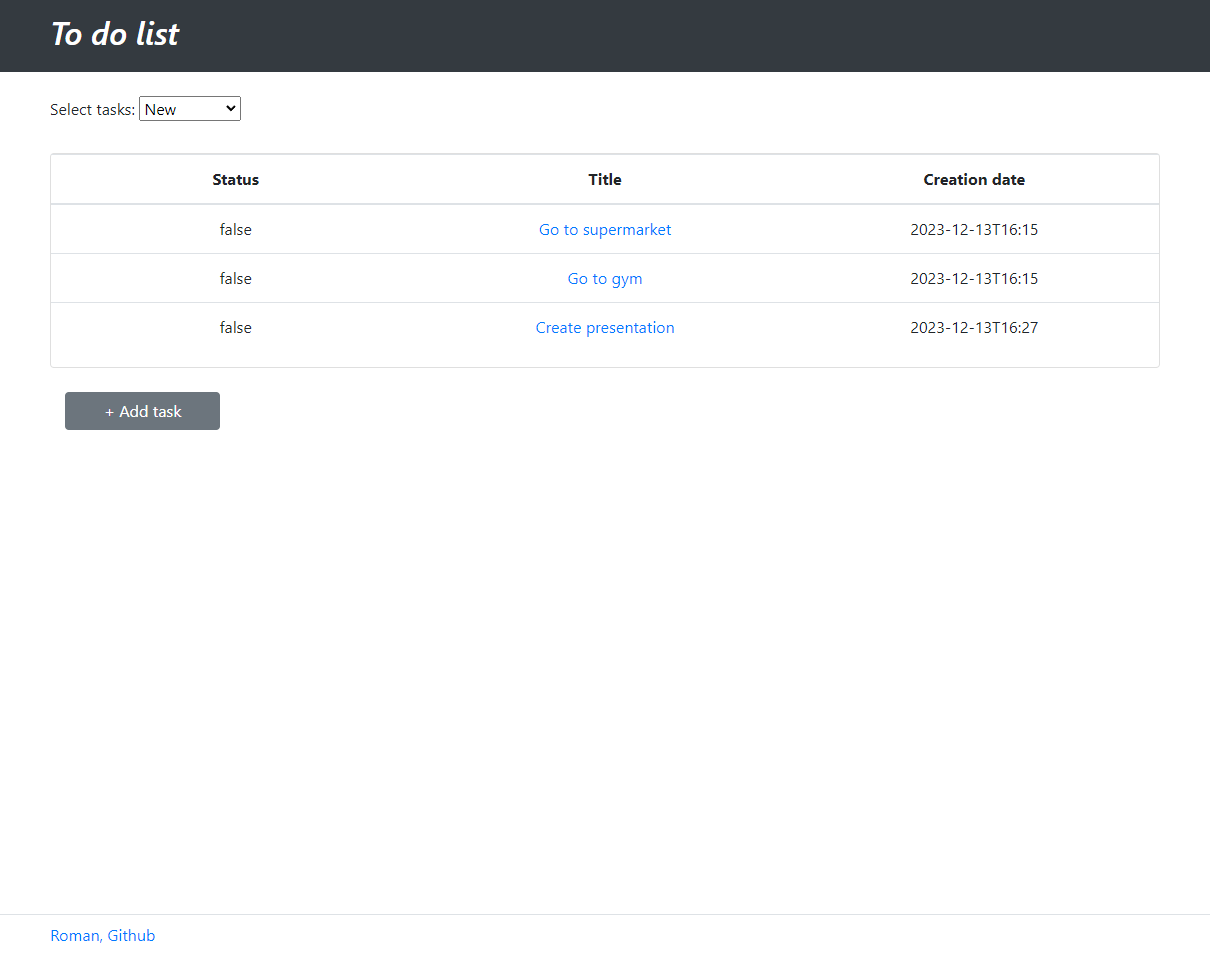 To do list
Select tasks: New
Status Title Creation date
false Go to supermarket 2023-12-13T16:15
false Go to gym 2023-12-13T16:15
false Create presentation 2023-12-13T16:27
+ Add task
Roman, Github